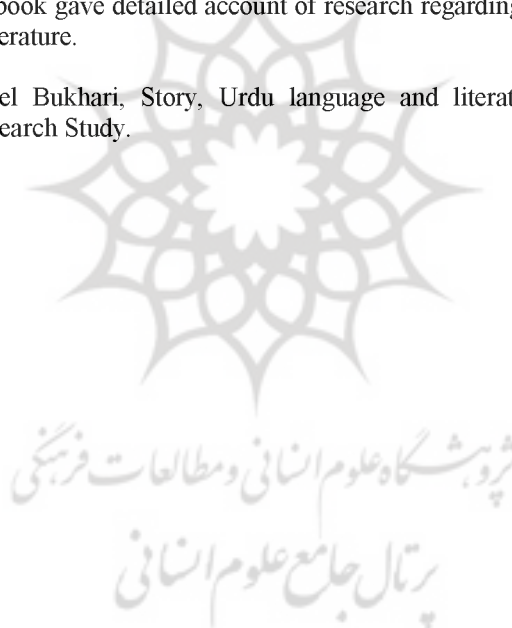 book gave detailed account of research regarding
erature.
el Bukhari, Story, Urdu language and literat
earch Study.
پژوهشگاه علوم انسانی و مطالعات فرهنگی
پرتال جامع علوم انسانی